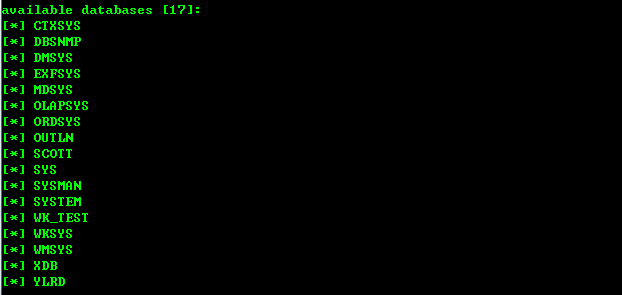 available databases [17]:
[*] CTXSYS
[*] DBSNMP
[*] DMSYS
[*] EXFSYS
[*] MDSYS
[*] OLAPSYS
[*] ORDSYS
[*] OUTLN
[*] SCOTT
[*] SYS
[*] SYSMAN
[*] SYSTEM
[*] WK_TEST
[*] WKSYS
[*] WMSYS
[*] XDB
[*] YLRD